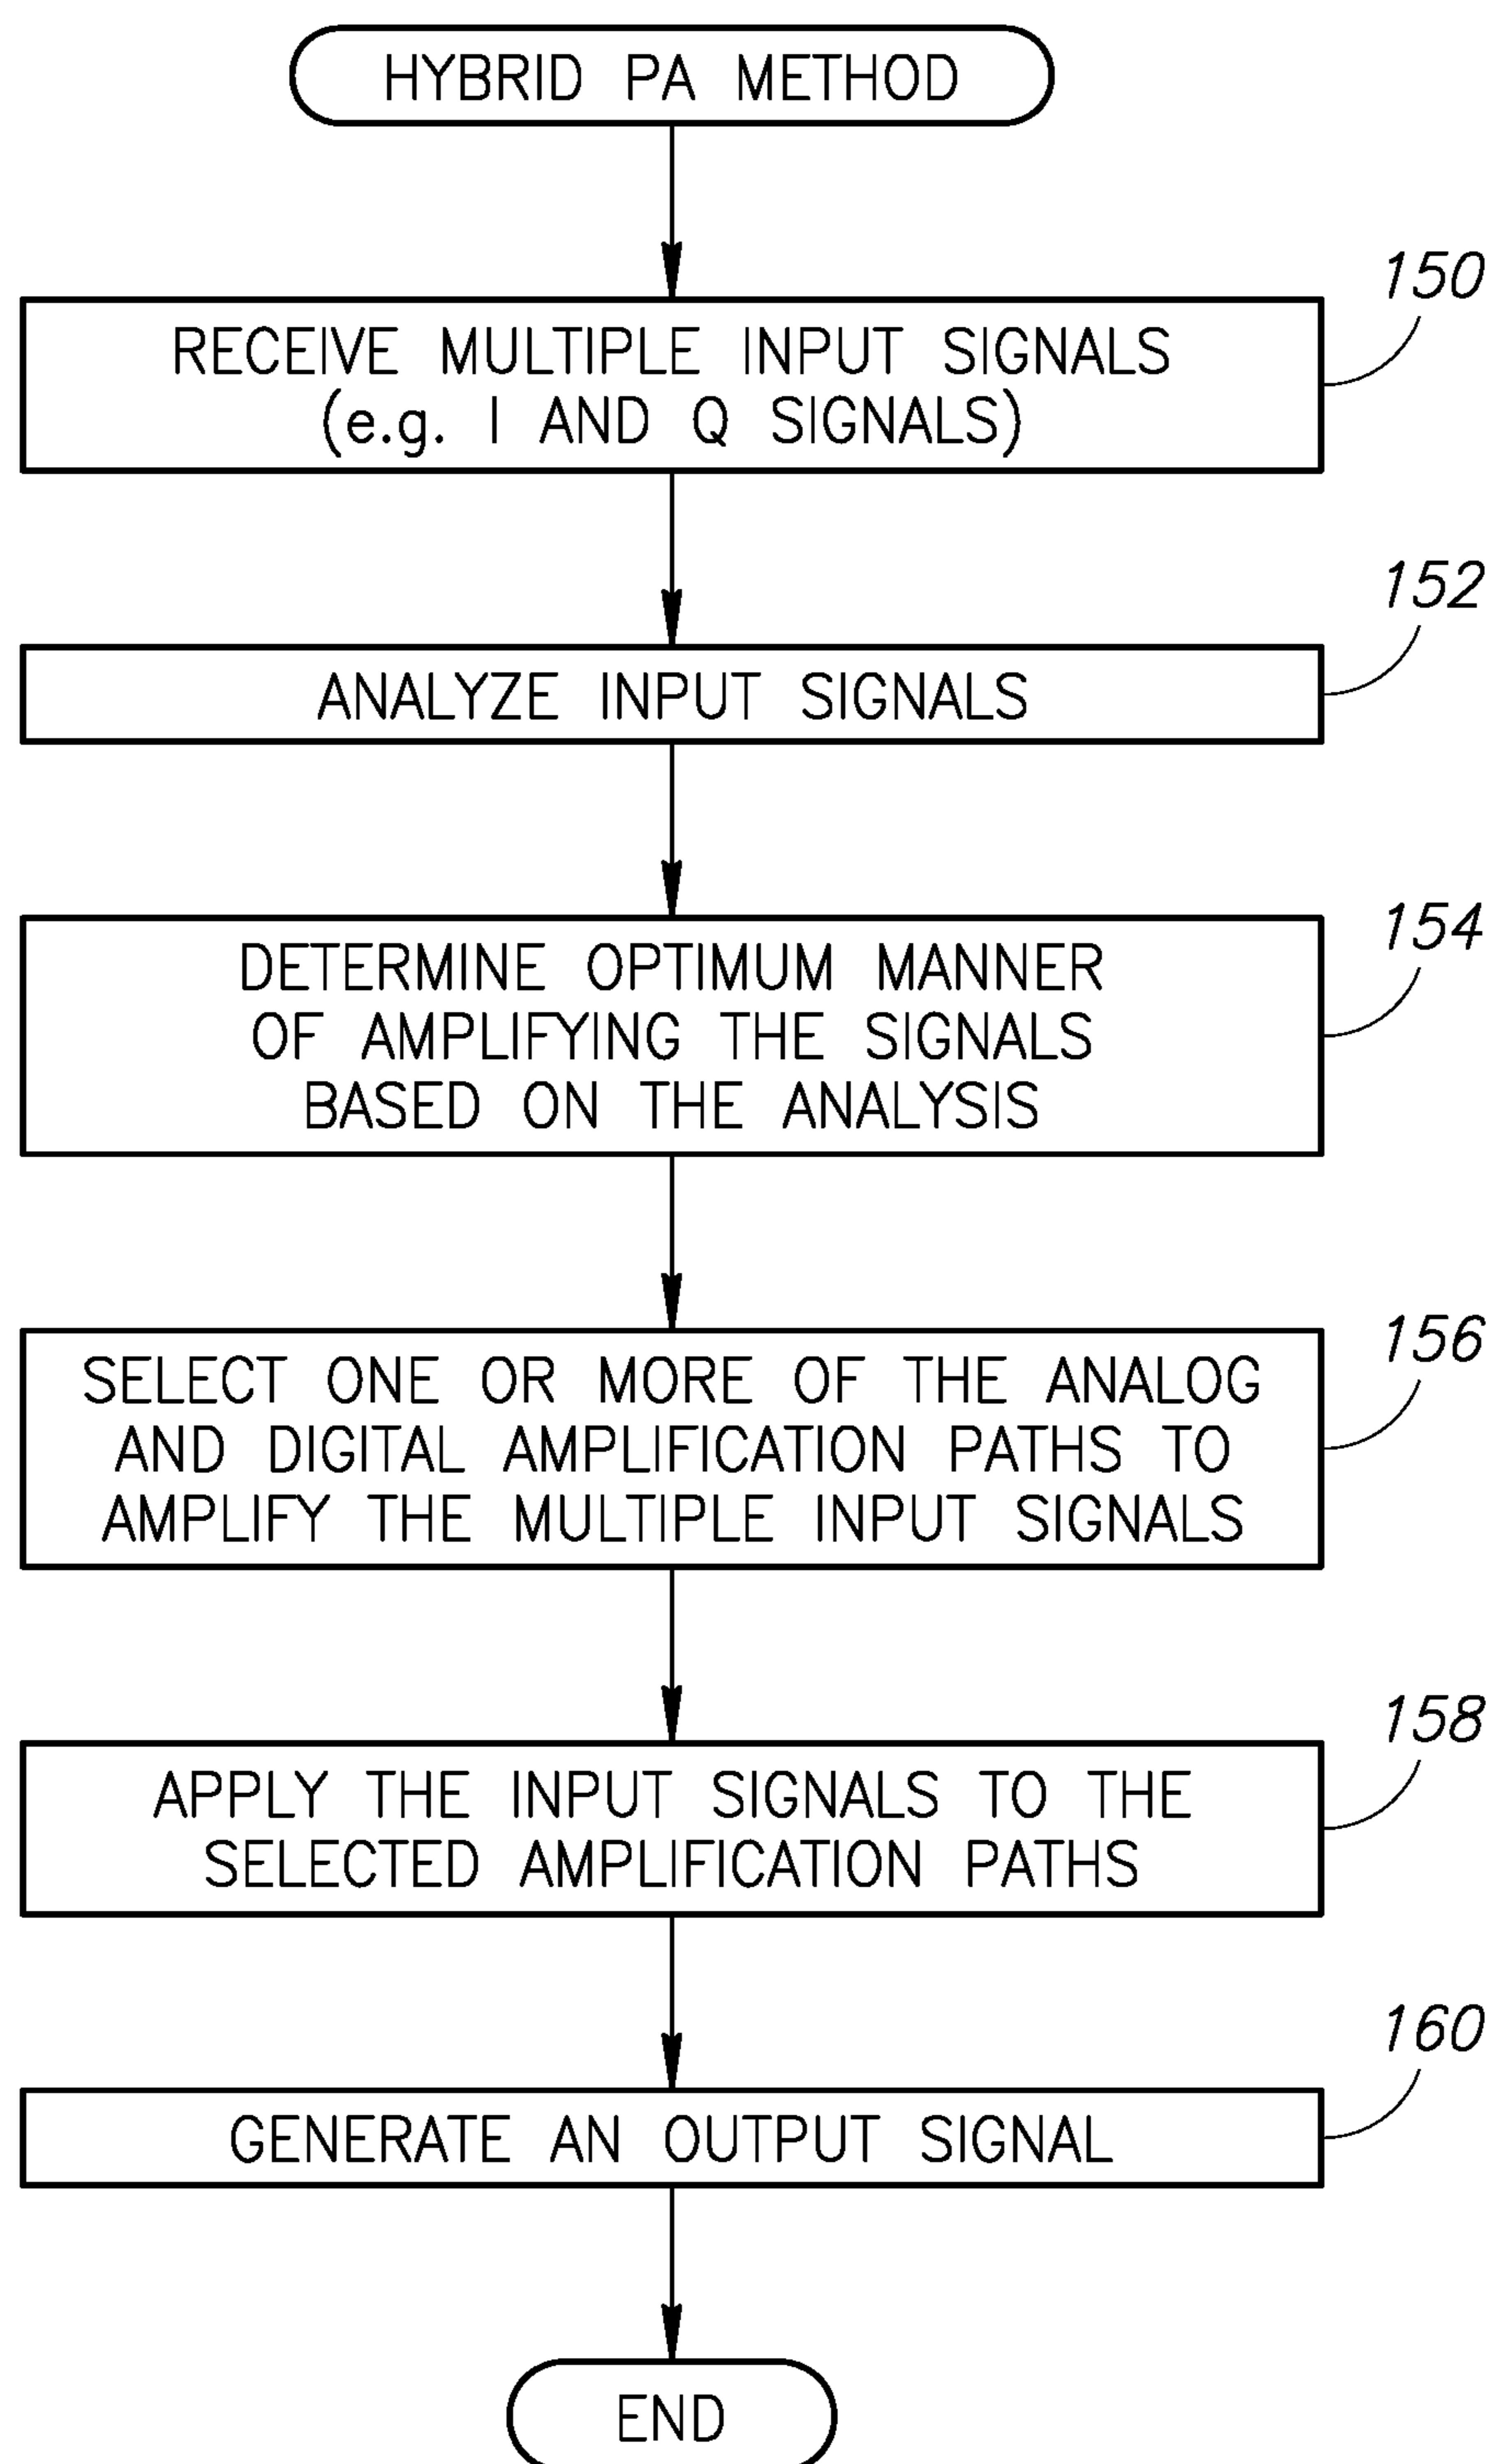 HYBRID PA METHOD
150
RECEIVE MULTIPLE INPUT SIGNALS
(e.g. I AND Q SIGNALS)
152
ANALYZE INPUT SIGNALS
154
DETERMINE OPTIMUM MANNER
OF AMPLIFYING THE SIGNALS
BASED ON THE ANALYSIS
156
SELECT ONE OR MORE OF THE ANALOG
AND DIGITAL AMPLIFICATION PATHS TO
AMPLIFY THE MULTIPLE INPUT SIGNALS
158
APPLY THE INPUT SIGNALS TO THE
SELECTED AMPLIFICATION PATHS
160
GENERATE AN OUTPUT SIGNAL
END